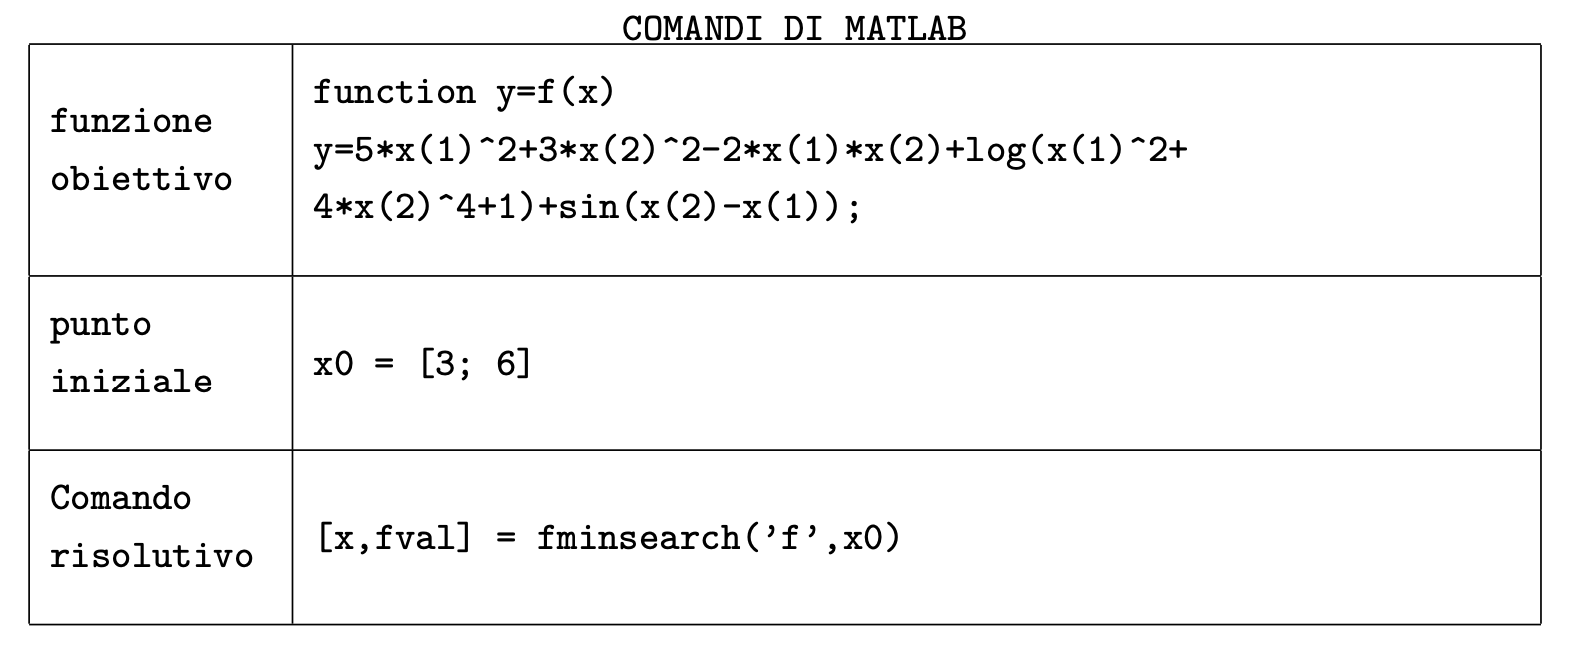 COMANDI DI MATLAB
funzione
obiettivo
function y=f(x)
y=5*x(1)^2+3*x(2)^2-2*x(1)*x(2)+log(x(1)^2+
4*x(2)^4+1)+sin(x(2)-x(1));
punto
iniziale
x0 = [3; 6]
Comando
risolutivo
[x,fval] = fminsearch(’f’,x0)